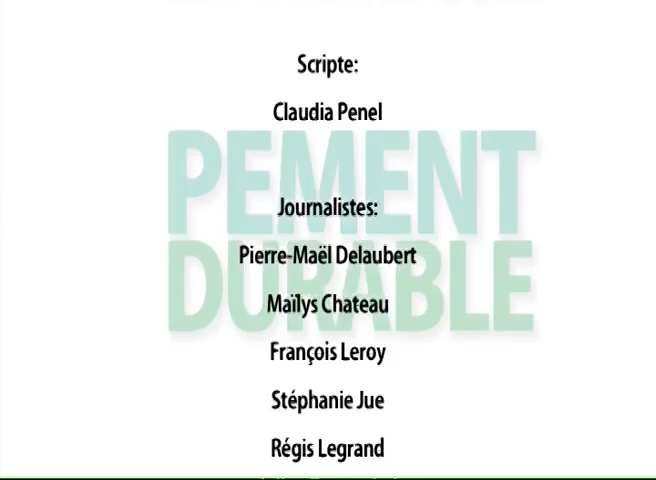 Scripte:
Claudia Penel
PEMENT
Journalistes:
Pierre-Maël Delaubert
DURABLE
Maïlys Chateau
François Leroy
Stéphanie Jue
Régis Legrand